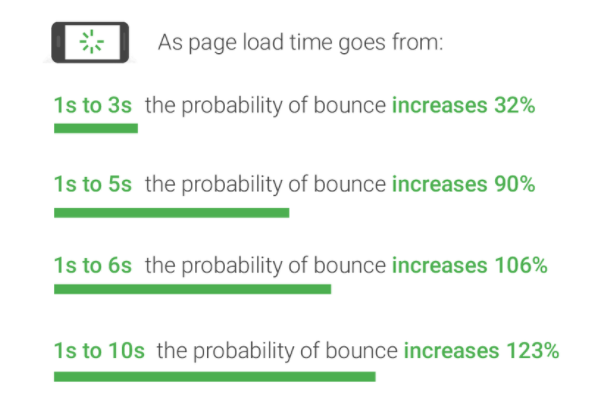 As page load time goes from:
1s to 3s the probability of bounce increases 32%
1s to 5s the probability of bounce increases 90%
1s to 6s the probability of bounce increases 106%
1s to 10s the probability of bounce increases 123%